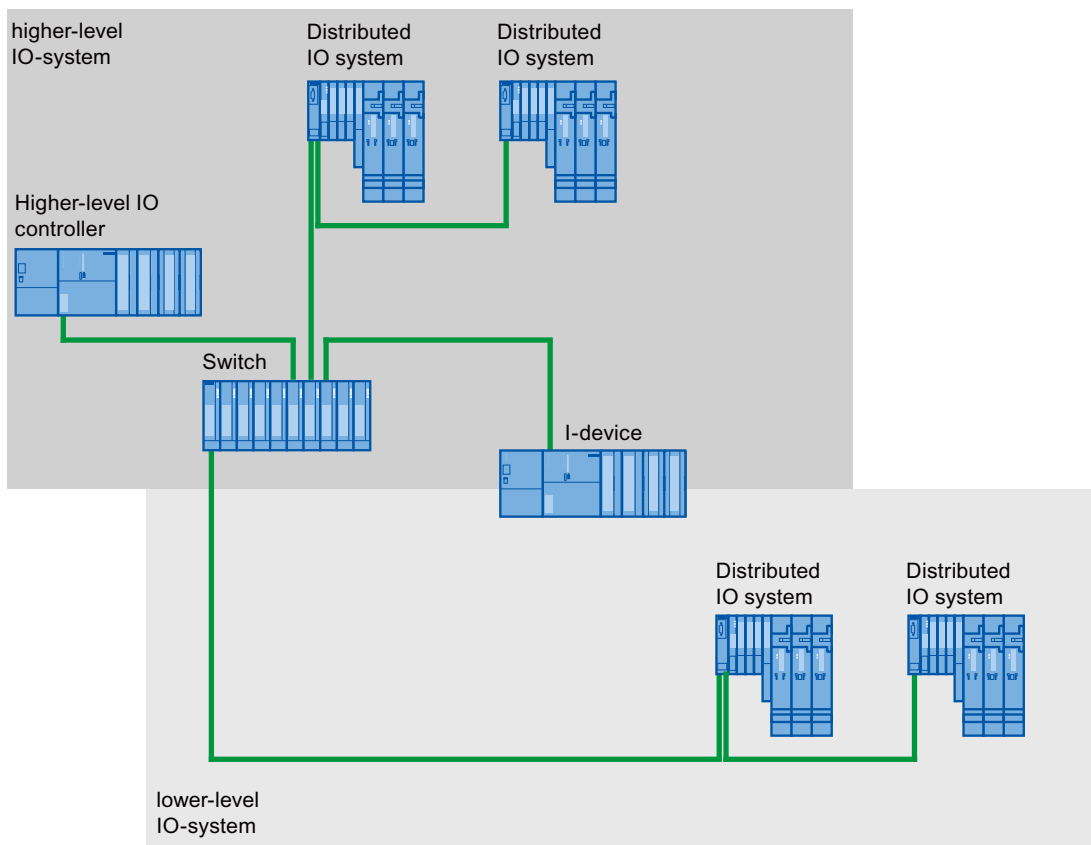 higher-level
IO-system
Distributed
IO system
Distributed
IO system
Higher-level IO
controller
Switch
I-device
Distributed
IO system
Distributed
IO system
lower-level
IO-system